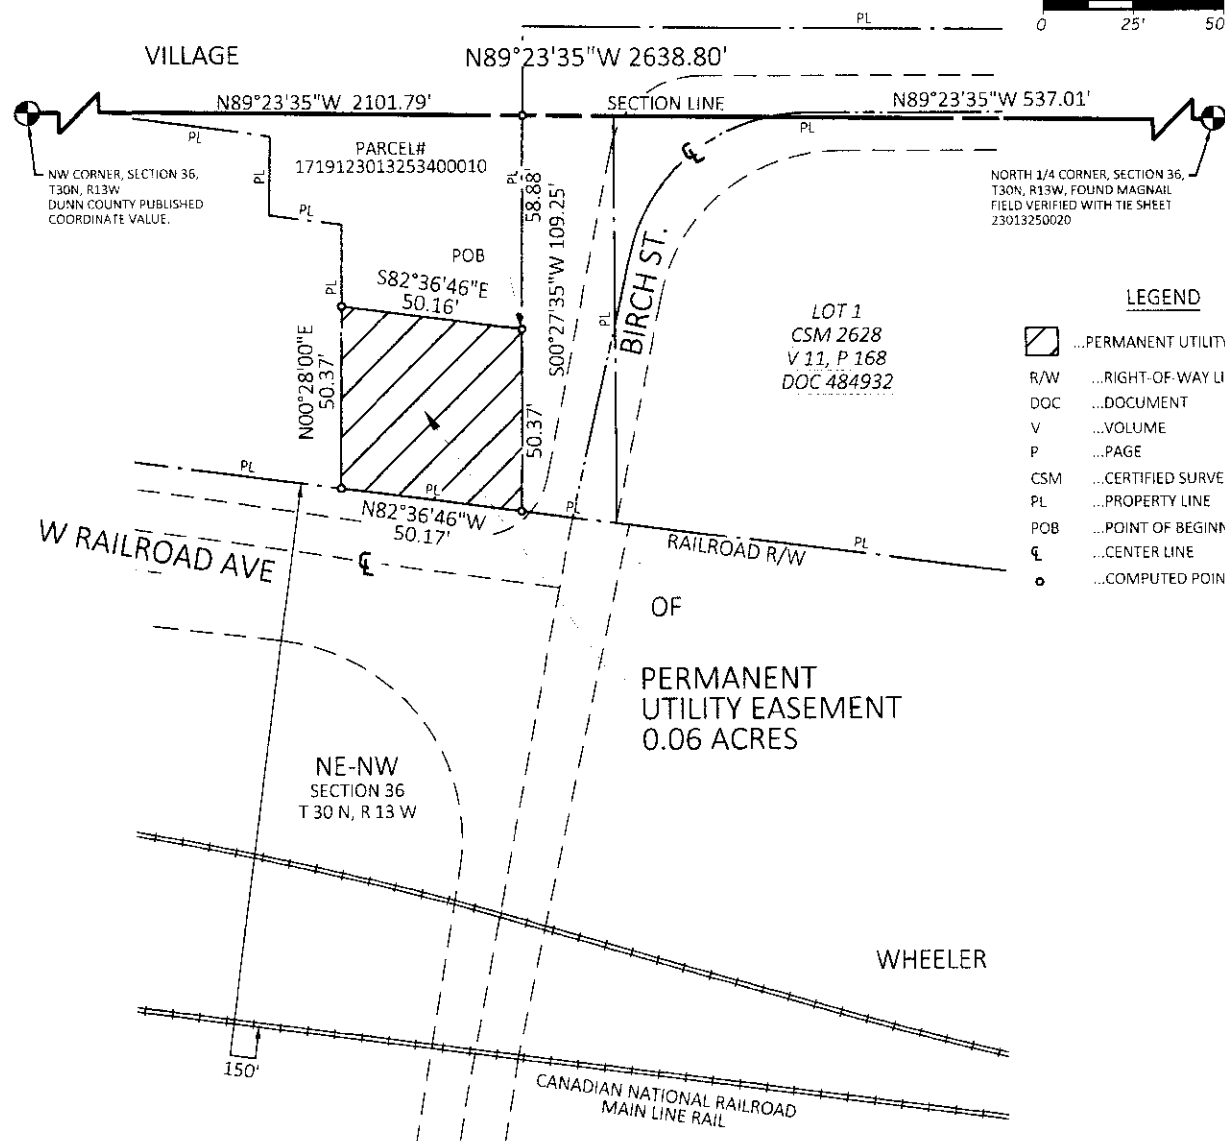 0 25' 50
PL
VILLAGE
N89°23'35"W 2638.80'
N89°23'35"W 2101.79'
SECTION LINE
N89°23'35"W 537.01'
PL
PL
PARCEL#
1719123013253400010
NW CORNER, SECTION 36,
T30N, R13W
DUNN COUNTY PUBLISHED
COORDINATE VALUE.
PL
PL
58.88'
S00°27'35"W 109.25'
℄
NORTH 1/4 CORNER, SECTION 36,
T30N, R13W, FOUND MAGNAIL
FIELD VERIFIED WITH TIE SHEET
23013250020
PL
POB
S82°36'46"E
50.16'
PL
BIRCH ST.
PL
LOT 1
CSM 2628
V 11, P 168
DOC 484932
LEGEND
...PERMANENT UTILITY
R/W ...RIGHT-OF-WAY LI
DOC ...DOCUMENT
V ...VOLUME
P ...PAGE
CSM ...CERTIFIED SURVE
PL ...PROPERTY LINE
POB ...POINT OF BEGINN
℄ ...CENTER LINE
...COMPUTED POIN
N00°28'00"E
50.37'
50.37'
PL
PL
N82°36'46"W
50.17'
PL
W RAILROAD AVE
℄
RAILROAD R/W
PL
OF
PERMANENT
UTILITY EASEMENT
0.06 ACRES
NE-NW
SECTION 36
T 30 N, R 13 W
WHEELER
150'
CANADIAN NATIONAL RAILROAD
MAIN LINE RAIL